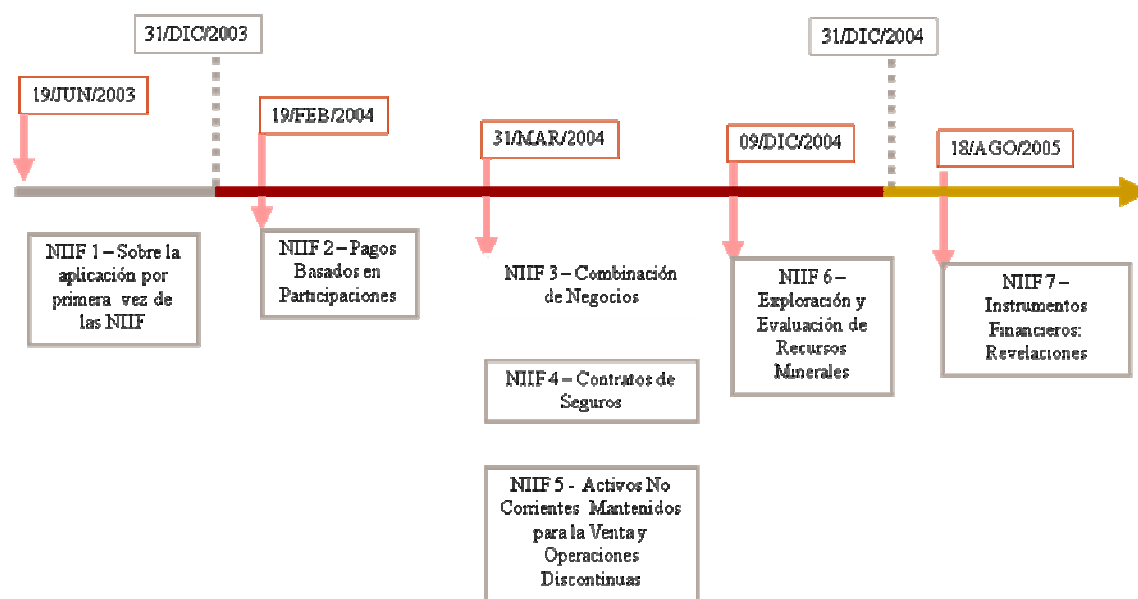 31/DIC/2003
31/DIC/2004
19/JUN/2003
19/FEB/2004
31/MAR/2004
09/DIC/2004
18/AGO/2005
NIIF 1 – Sobre la
aplicación por
primera vez de
las NIIF
NIIF 2 – Pagos
Basados en
Participaciones
NIIF 3 – Combinación
de Negocios
NIIF 4 – Contratos de
Seguros
NIIF 5 - Activos No
Corrientes Mantenidos
para la Venta y
Operaciones
Discontinuas
NIIF 6 –
Exploración y
Evaluación de
Recursos
Minerales
NIIF 7 –
Instrumentos
Financieros:
Revelaciones